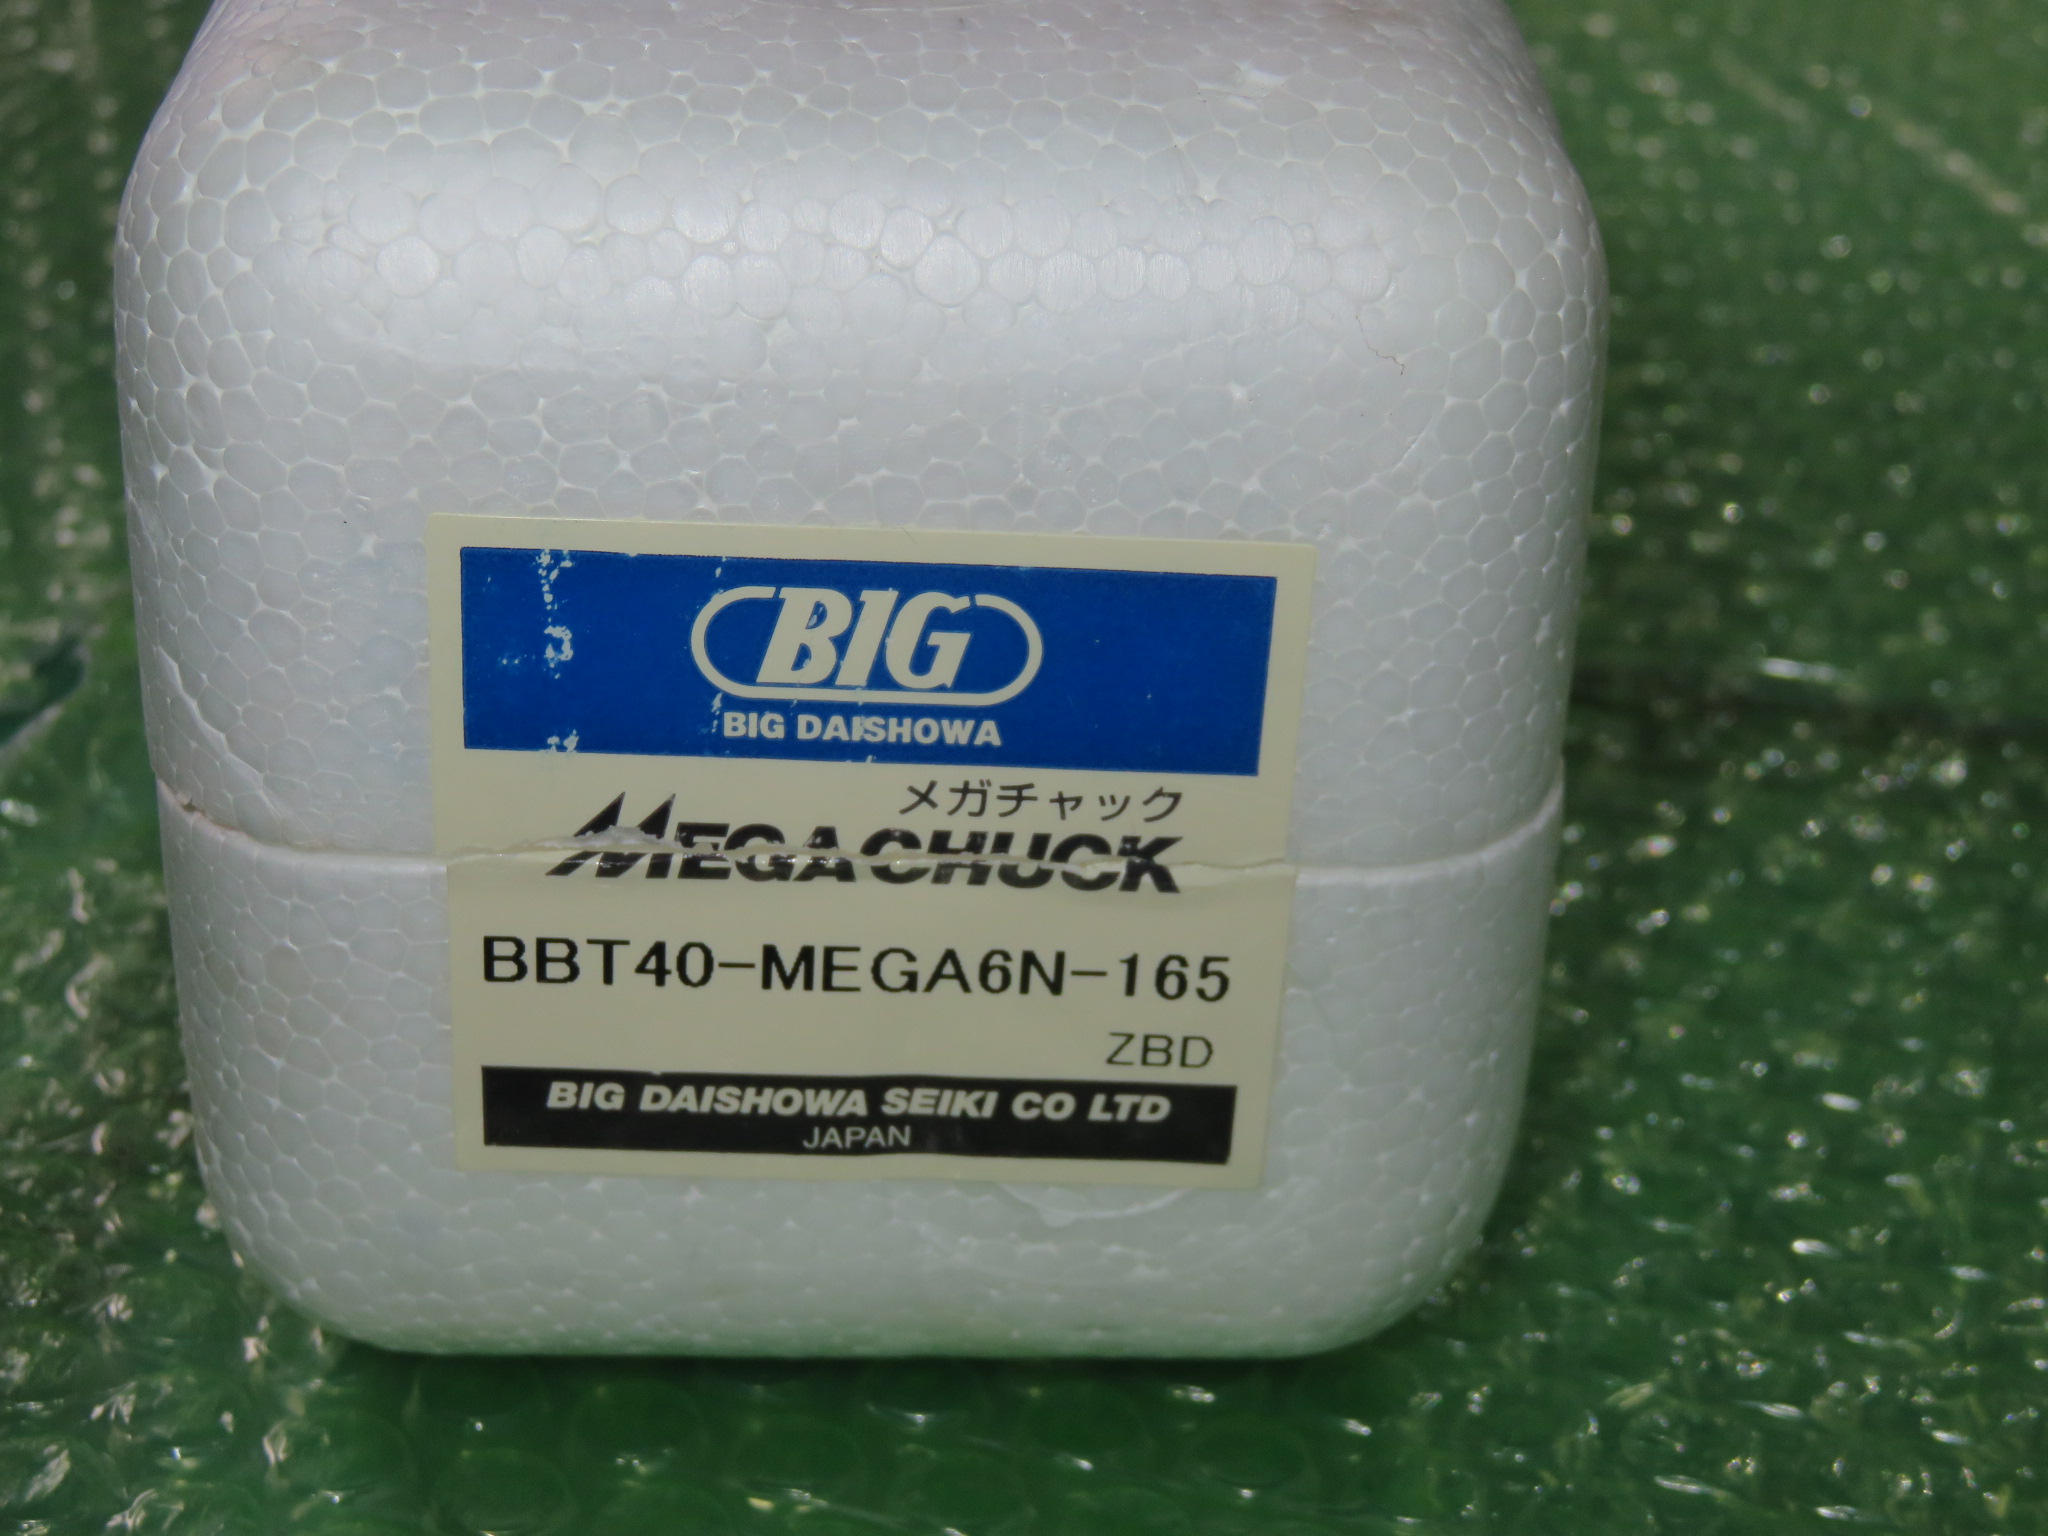 BIG
BIG DAISHOWA
メガチャック
MEGACHUCK
BBT40-MEGA6N-165
ZBD
BIG DAISHOWA SEIKI CO LTD
JAPAN